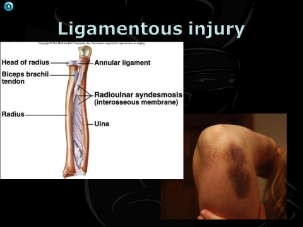 Ligamentous injury
Head of radius
Annular ligament
Biceps brachii
tendon
Radioulnar syndesmosis
(interosseous membrane)
Radius
Ulna